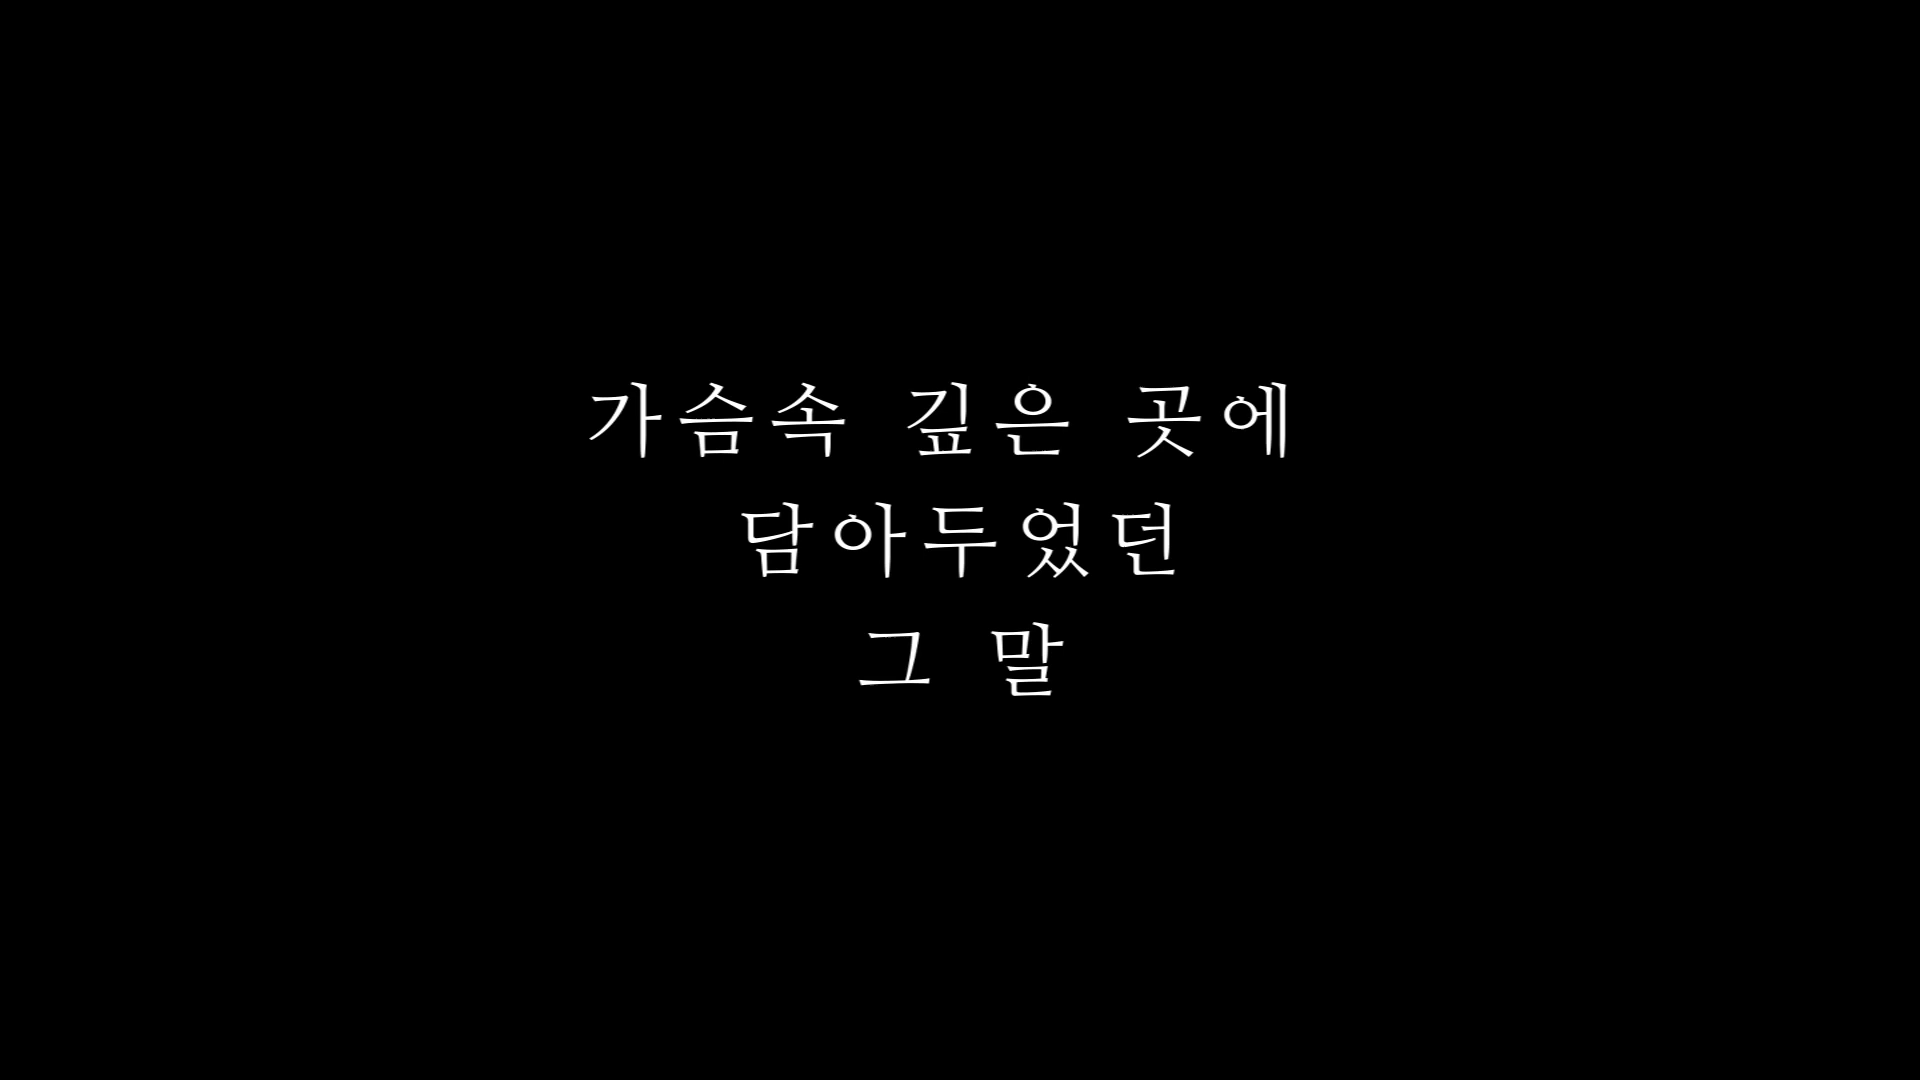 가슴속 깊은 곳에
담아두었던
그 말